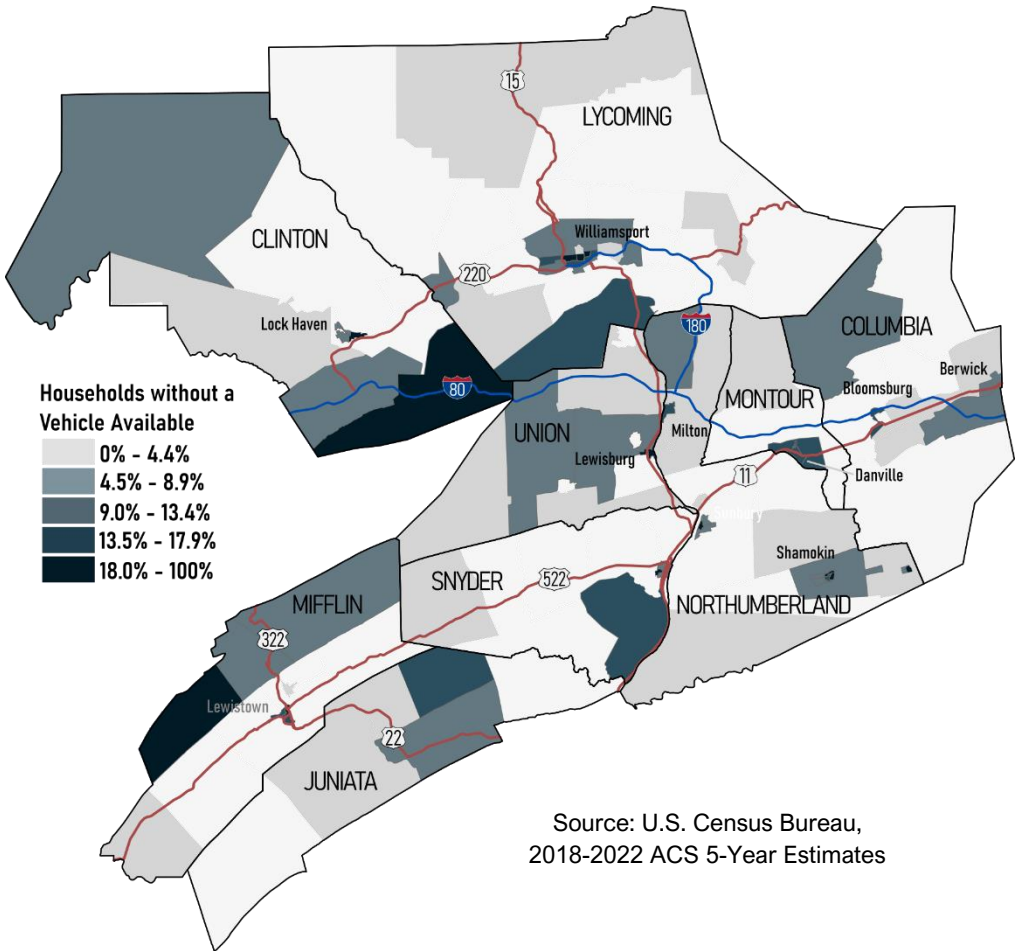 15
LYCOMING
Williamsport
CLINTON
220
Lock Haven
180
COLUMBIA
Berwick
Households without a
Vehicle Available
0% - 4.4%
4.5% - 8.9%
9.0% - 13.4%
13.5% - 17.9%
18.0% - 100%
80
MONTOUR
Bloomsburg
UNION
Milton
Lewisburg
11
Danville
Sunbury
Shamokin
SNYDER
522
NORTHUMBERLAND
MIFFLIN
322
Lewistown
22
JUNIATA
Source: U.S. Census Bureau,
2018-2022 ACS 5-Year Estimates